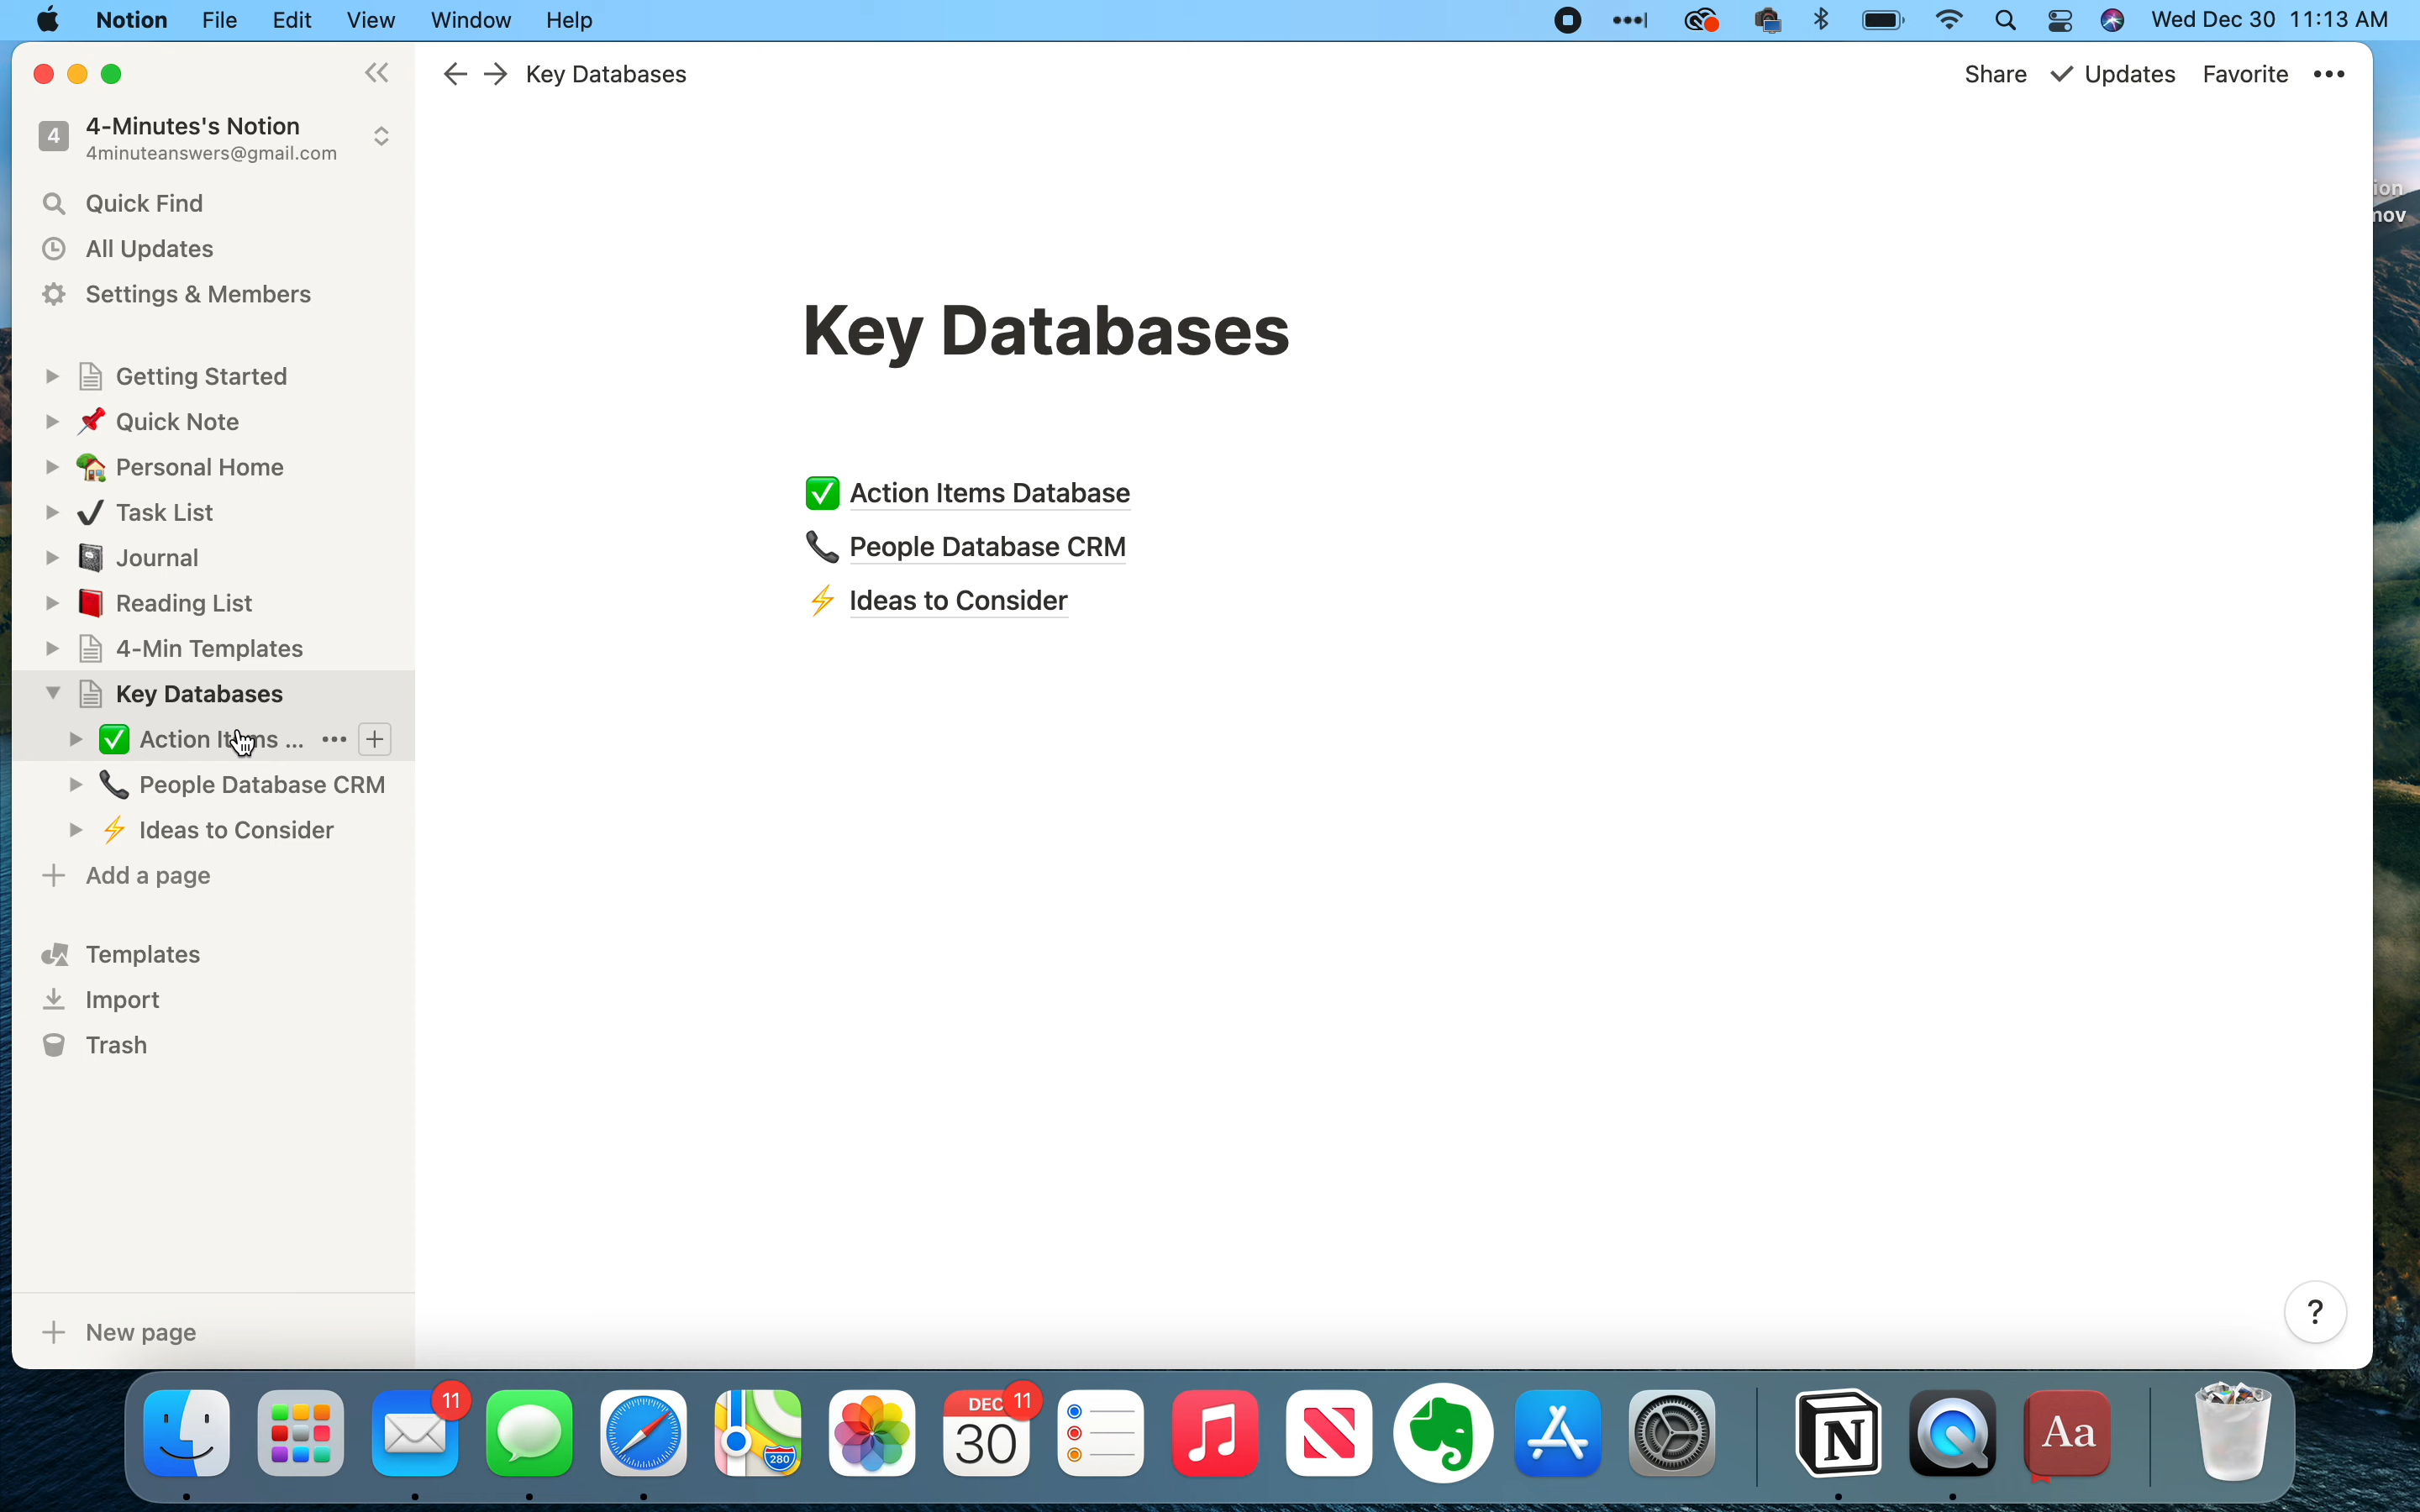 Notion File Edit View Window Help Wed Dec 30 11:13 AM
Key Databases Share Updates Favorite
4 4-Minutes's Notion
4minuteanswers@gmail.com
Quick Find
All Updates
Settings & Members
Getting Started
Quick Note
Personal Home
Task List
Journal
Reading List
4-Min Templates
Key Databases
Action Items ...
People Database CRM
Ideas to Consider
Add a page
Templates
Import
Trash
New page
Key Databases
Action Items Database
People Database CRM
Ideas to Consider
?
11
280
DEC 11
30
N
Aa